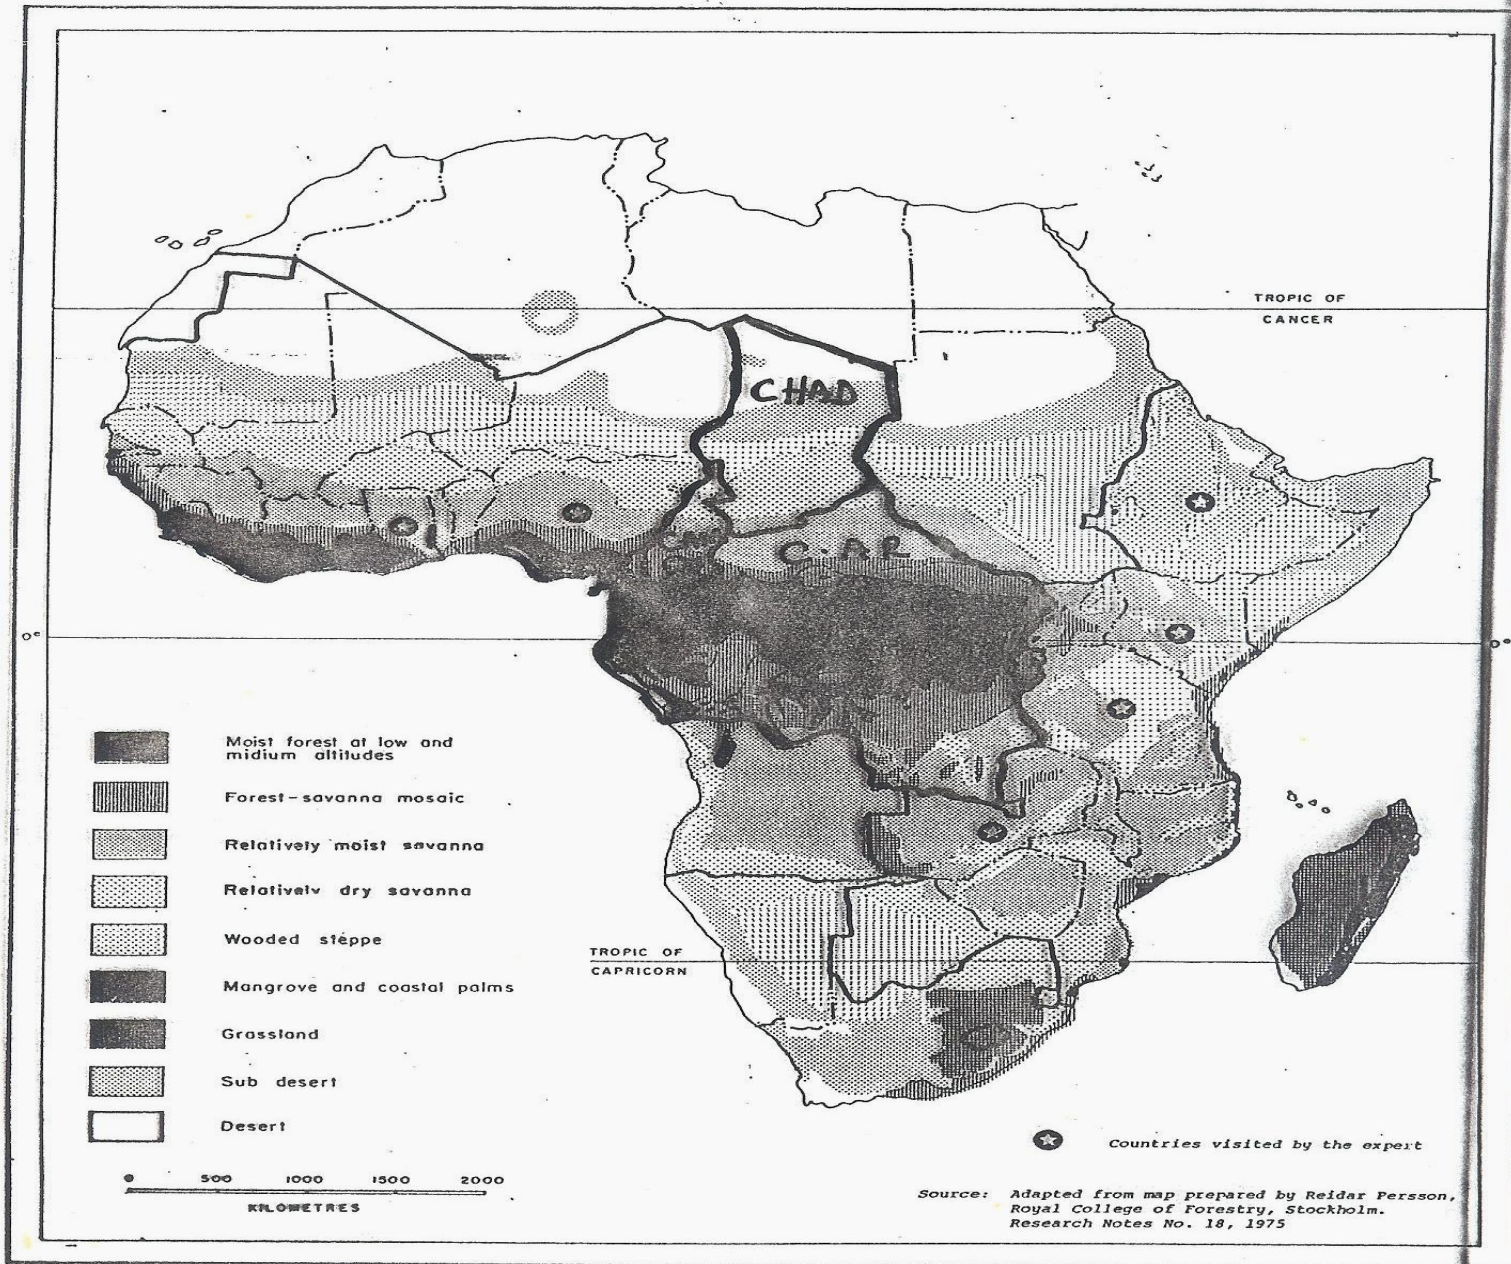 TROPIC OF
CANCER
CHAD
CAM
C.A.R
0°
0°
Moist forest at low and
midium altitudes
Forest-savanna mosaic
Relatively moist savanna
Relatively dry savanna
Wooded steppe
Mangrove and coastal palms
Grassland
Sub desert
Desert
TROPIC OF
CAPRICORN
500 1000 1500 2000
KILOMETRES
Countries visited by the expert
Source: Adapted from map prepared by Reidar Persson,
Royal College of Forestry, Stockholm.
Research Notes No. 18, 1975